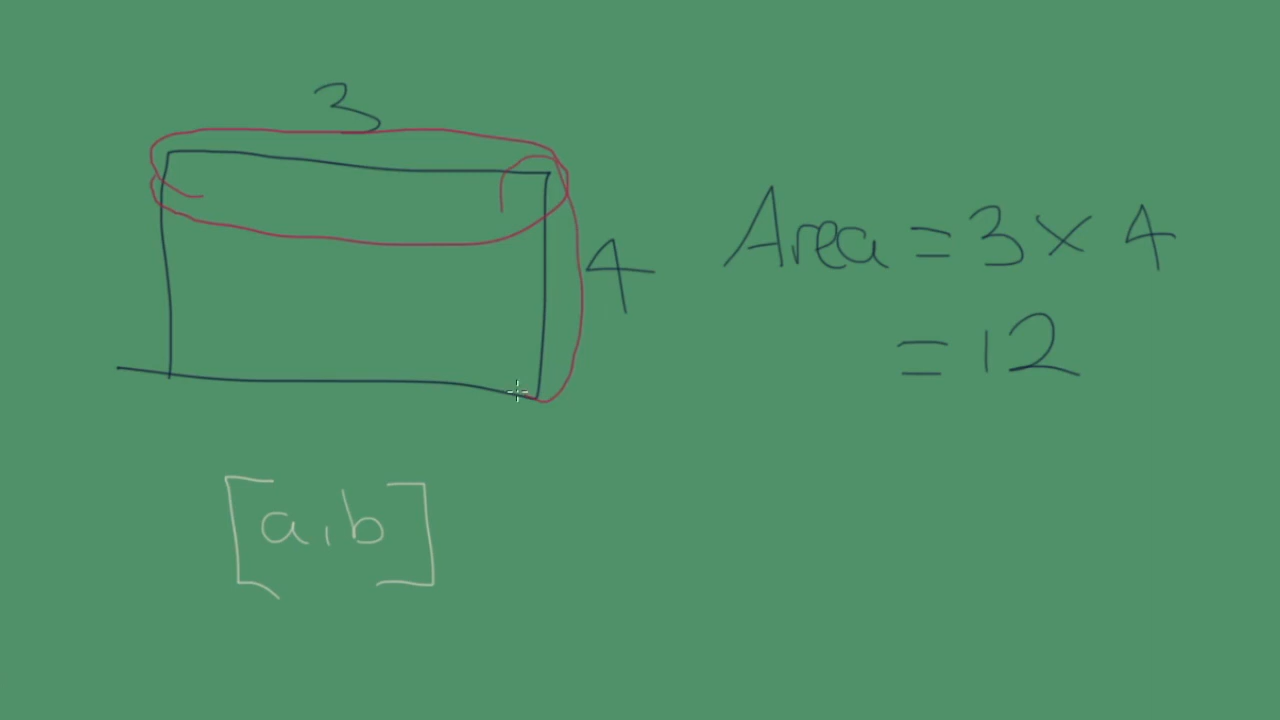 3
4
Area = 3 × 4
= 12
[a,b]